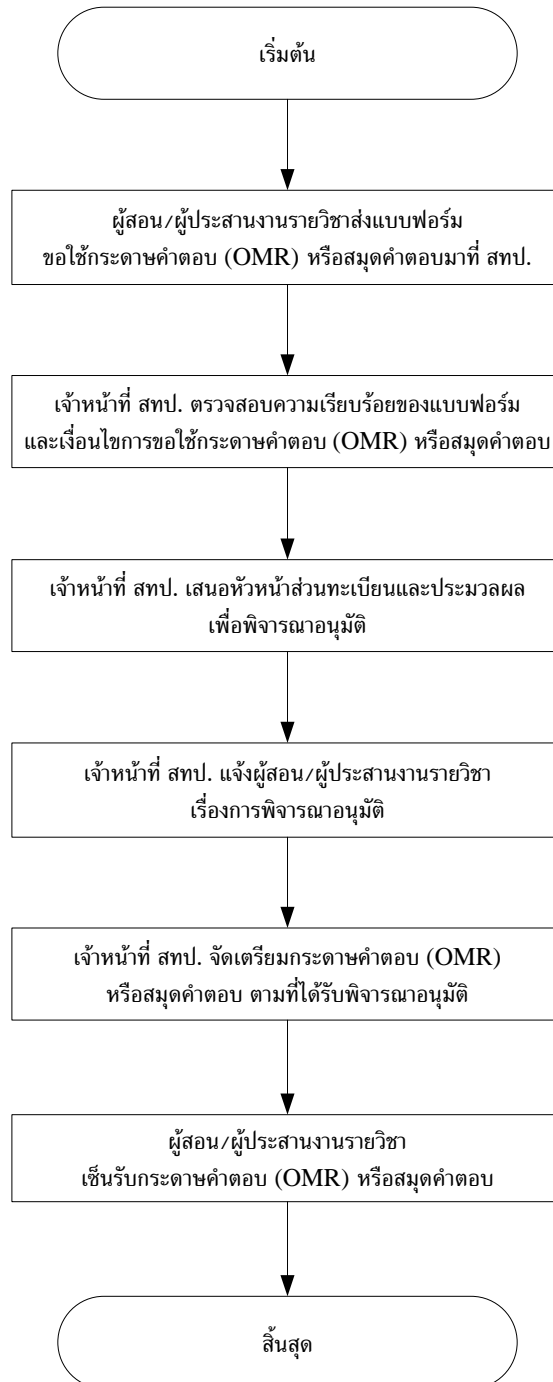 เริ่มต้น
ผู้สอน/ผู้ประสานงานรายวิชาส่งแบบฟอร์ม
ขอใช้กระดาษคำตอบ (OMR) หรือสมุดคำตอบมาที่ สทป.
เจ้าหน้าที่ สทป. ตรวจสอบความเรียบร้อยของแบบฟอร์ม
และเงื่อนไขการขอใช้กระดาษคำตอบ (OMR) หรือสมุดคำตอบ
เจ้าหน้าที่ สทป. เสนอหัวหน้าส่วนทะเบียนและประมวลผล
เพื่อพิจารณาอนุมัติ
เจ้าหน้าที่ สทป. แจ้งผู้สอน/ผู้ประสานงานรายวิชา
เรื่องการพิจารณาอนุมัติ
เจ้าหน้าที่ สทป. จัดเตรียมกระดาษคำตอบ (OMR)
หรือสมุดคำตอบ ตามที่ได้รับพิจารณาอนุมัติ
ผู้สอน/ผู้ประสานงานรายวิชา
เซ็นรับกระดาษคำตอบ (OMR) หรือสมุดคำตอบ
สิ้นสุด